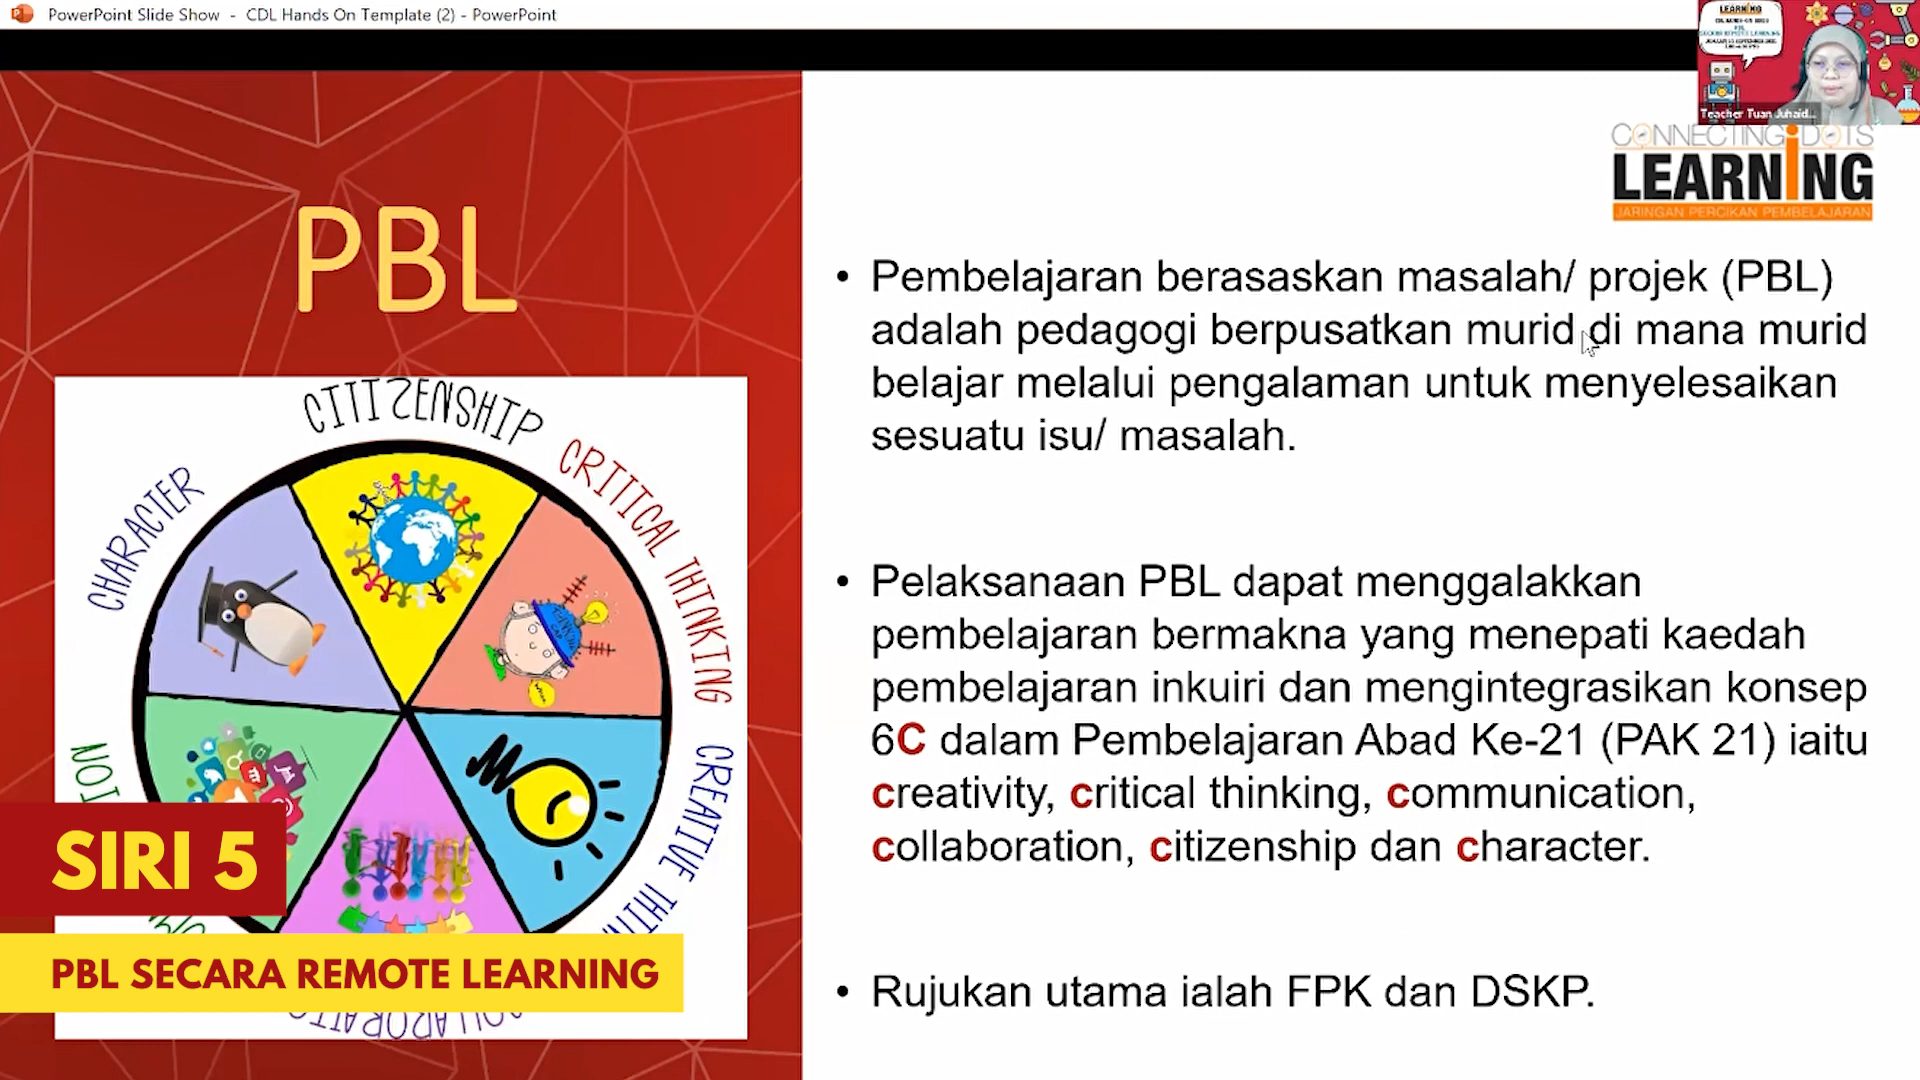 PowerPoint Slide Show - CDL Hands On Template (2) - PowerPoint
LEARNING
Teacher Tuan Juhaid...
CONNECTING DOTS
LEARNING
JARINGAN PERCIKAN PEMBELAJARAN
PBL
CITIZENSHIP
CRITICAL THINKING
CHARACTER
• Pembelajaran berasaskan masalah/ projek (PBL)
adalah pedagogi berpusatkan murid di mana murid
belajar melalui pengalaman untuk menyelesaikan
sesuatu isu/ masalah.
• Pelaksanaan PBL dapat menggalakkan
pembelajaran bermakna yang menepati kaedah
pembelajaran inkuiri dan mengintegrasikan konsep
6C dalam Pembelajaran Abad Ke-21 (PAK 21) iaitu
creativity, critical thinking, communication,
collaboration, citizenship dan character.
• Rujukan utama ialah FPK dan DSKP.
CREATIVE THIN
SIRI 5
PBL SECARA REMOTE LEARNING